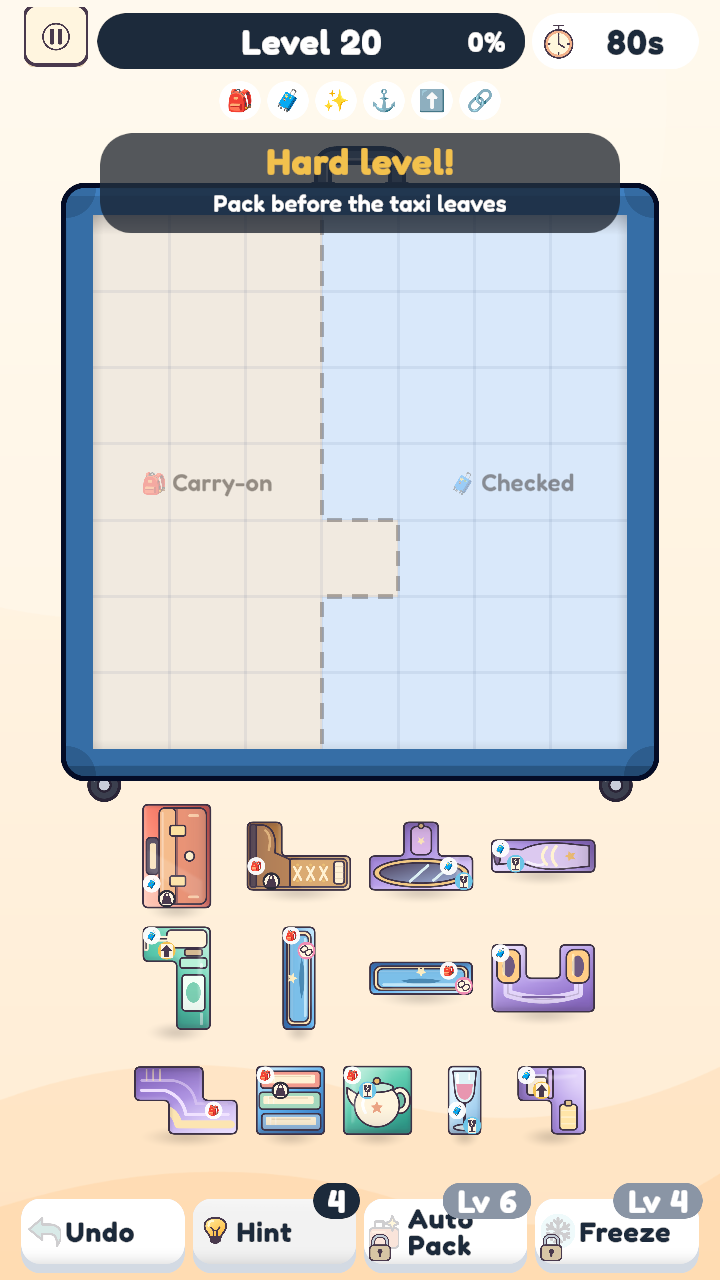 Level 20
0%
80s
Hard level!
Pack before the taxi leaves
Carry-on
Checked
XXX
4
Lv 6
Lv 4
Undo
Hint
Auto
Pack
Freeze